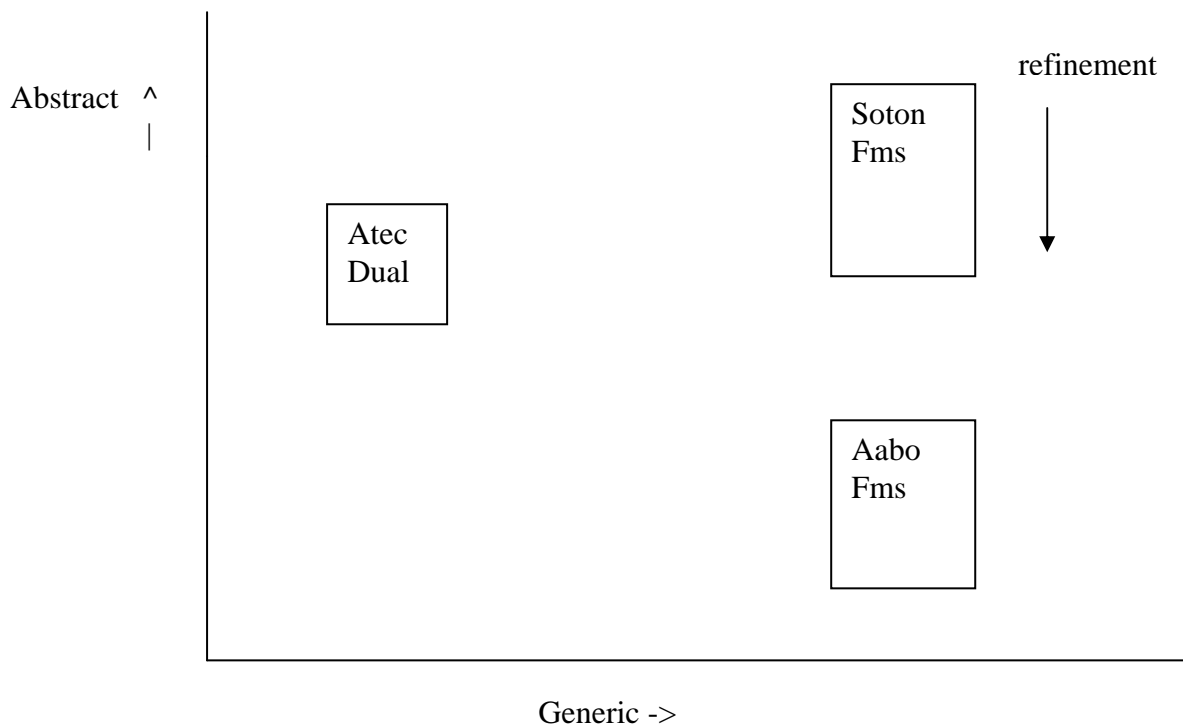 refinement
Abstract ^
|
Soton
Fms
Atec
Dual
Aabo
Fms
Generic ->